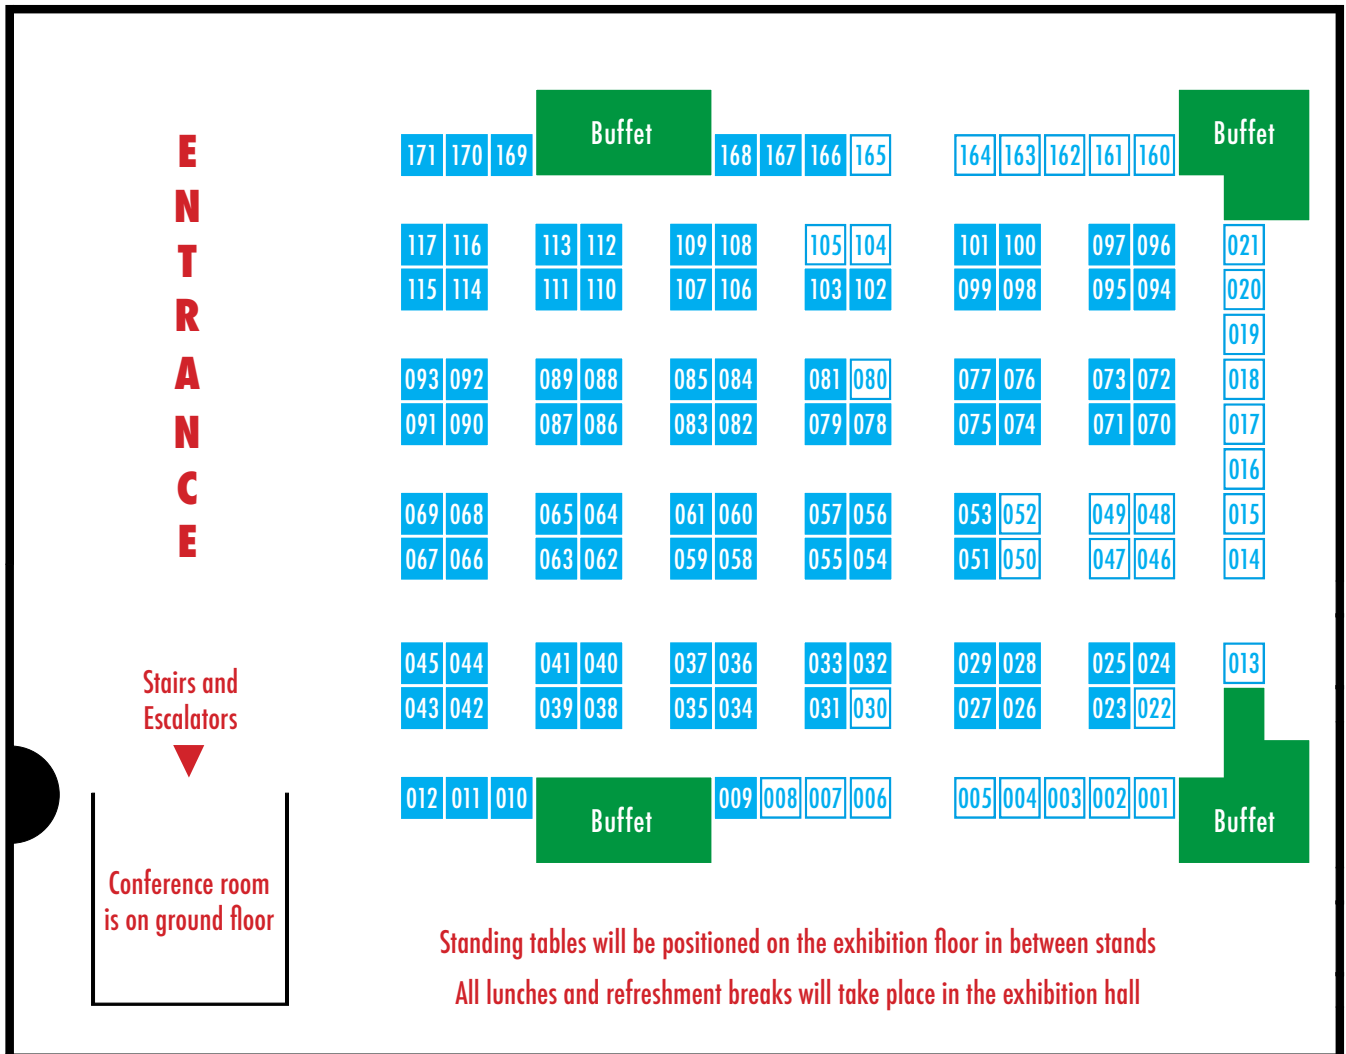 ENTRANCE
Buffet
Buffet
171 170 169 168 167 166 165 164 163 162 161 160
117 116 113 112 109 108 105 104 101 100 097 096 021
115 114 111 110 107 106 103 102 099 098 095 094 020
019
093 092 089 088 085 084 081 080 077 076 073 072 018
091 090 087 086 083 082 079 078 075 074 071 070 017
016
069 068 065 064 061 060 057 056 053 052 049 048 015
067 066 063 062 059 058 055 054 051 050 047 046 014
045 044 041 040 037 036 033 032 029 028 025 024 013
043 042 039 038 035 034 031 030 027 026 023 022
012 011 010 009 008 007 006 005 004 003 002 001
Buffet
Buffet
Stairs and
Escalators
Conference room
is on ground floor
Standing tables will be positioned on the exhibition floor in between stands
All lunches and refreshment breaks will take place in the exhibition hall